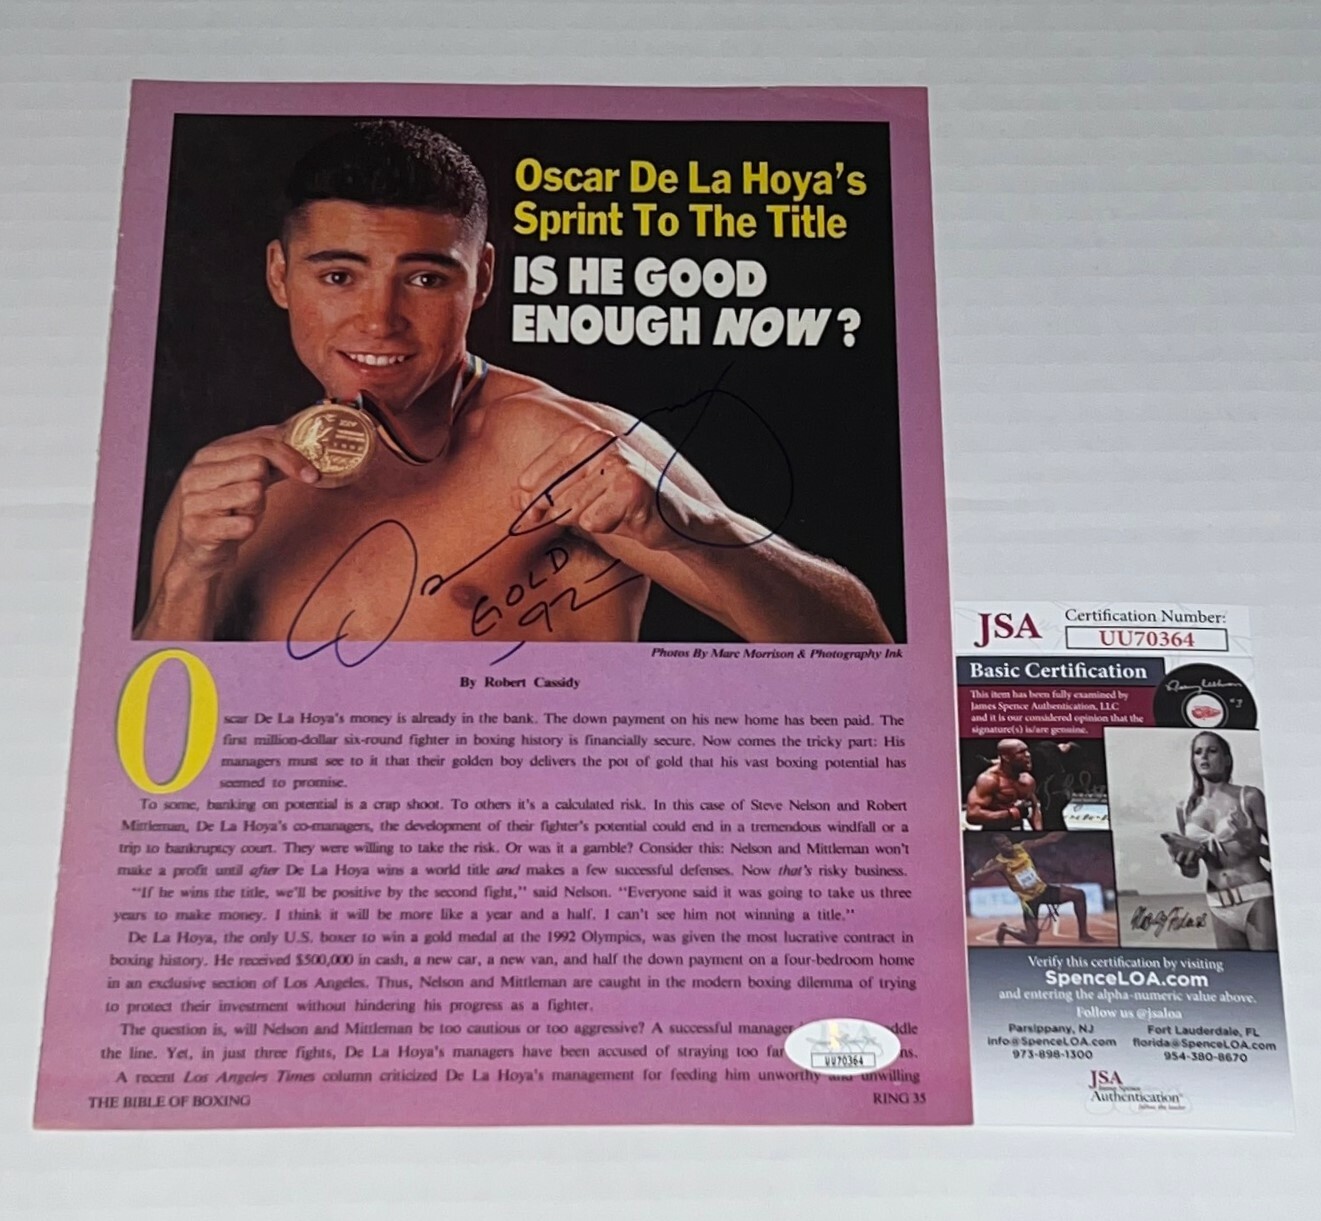 Oscar De La Hoya's
Sprint To The Title
IS HE GOOD
ENOUGH NOW?
GOLD
92
Photos By Marc Morrison & Photography Ink
By Robert Cassidy
Oscar De La Hoya's money is already in the bank. The down payment on his new home has been paid. The
first million-dollar six-round fighter in boxing history is financially secure. Now comes the tricky part: His
managers must see to it that their golden boy delivers the pot of gold that his vast boxing potential has
seemed to promise.
To some, banking on potential is a crap shoot. To others it's a calculated risk. In this case of Steve Nelson and Robert
Mittleman, De La Hoya's co-managers, the development of their fighter's potential could end in a tremendous windfall or a
trip to bankruptcy court. They were willing to take the risk. Or was it a gamble? Consider this: Nelson and Mittleman won't
make a profit until after De La Hoya wins a world title and makes a few successful defenses. Now that's risky business.
"If he wins the title, we'll be positive by the second fight," said Nelson. "Everyone said it was going to take us three
years to make money. I think it will be more like a year and a half. I can't see him not winning a title."
De La Hoya, the only U.S. boxer to win a gold medal at the 1992 Olympics, was given the most lucrative contract in
boxing history. He received $500,000 in cash, a new car, a new van, and half the down payment on a four-bedroom home
in an exclusive section of Los Angeles. Thus, Nelson and Mittleman are caught in the modern boxing dilemma of trying
to protect their investment without hindering his progress as a fighter.
The question is, will Nelson and Mittleman be too cautious or too aggressive? A successful manager ddle
the line. Yet, in just three fights, De La Hoya's managers have been accused of straying too far ns.
A recent Los Angeles Times column criticized De La Hoya's management for feeding him unworthy and unwilling
THE BIBLE OF BOXING
RING 35
JSA
UU70364
JSA
Certification Number:
UU70364
Basic Certification
This item has been fully examined by
James Spence Authentication, LLC
and it is our considered opinion that the
signature(s) is/are genuine.
Verify this certification by visiting
SpenceLOA.com
and entering the alpha-numeric value above.
Follow us @jsaloa
Parsippany, NJ
info@SpenceLOA.com
973-898-1300
Fort Lauderdale, FL
florida@SpenceLOA.com
954-380-8670
JSA
James Spence
Authentication